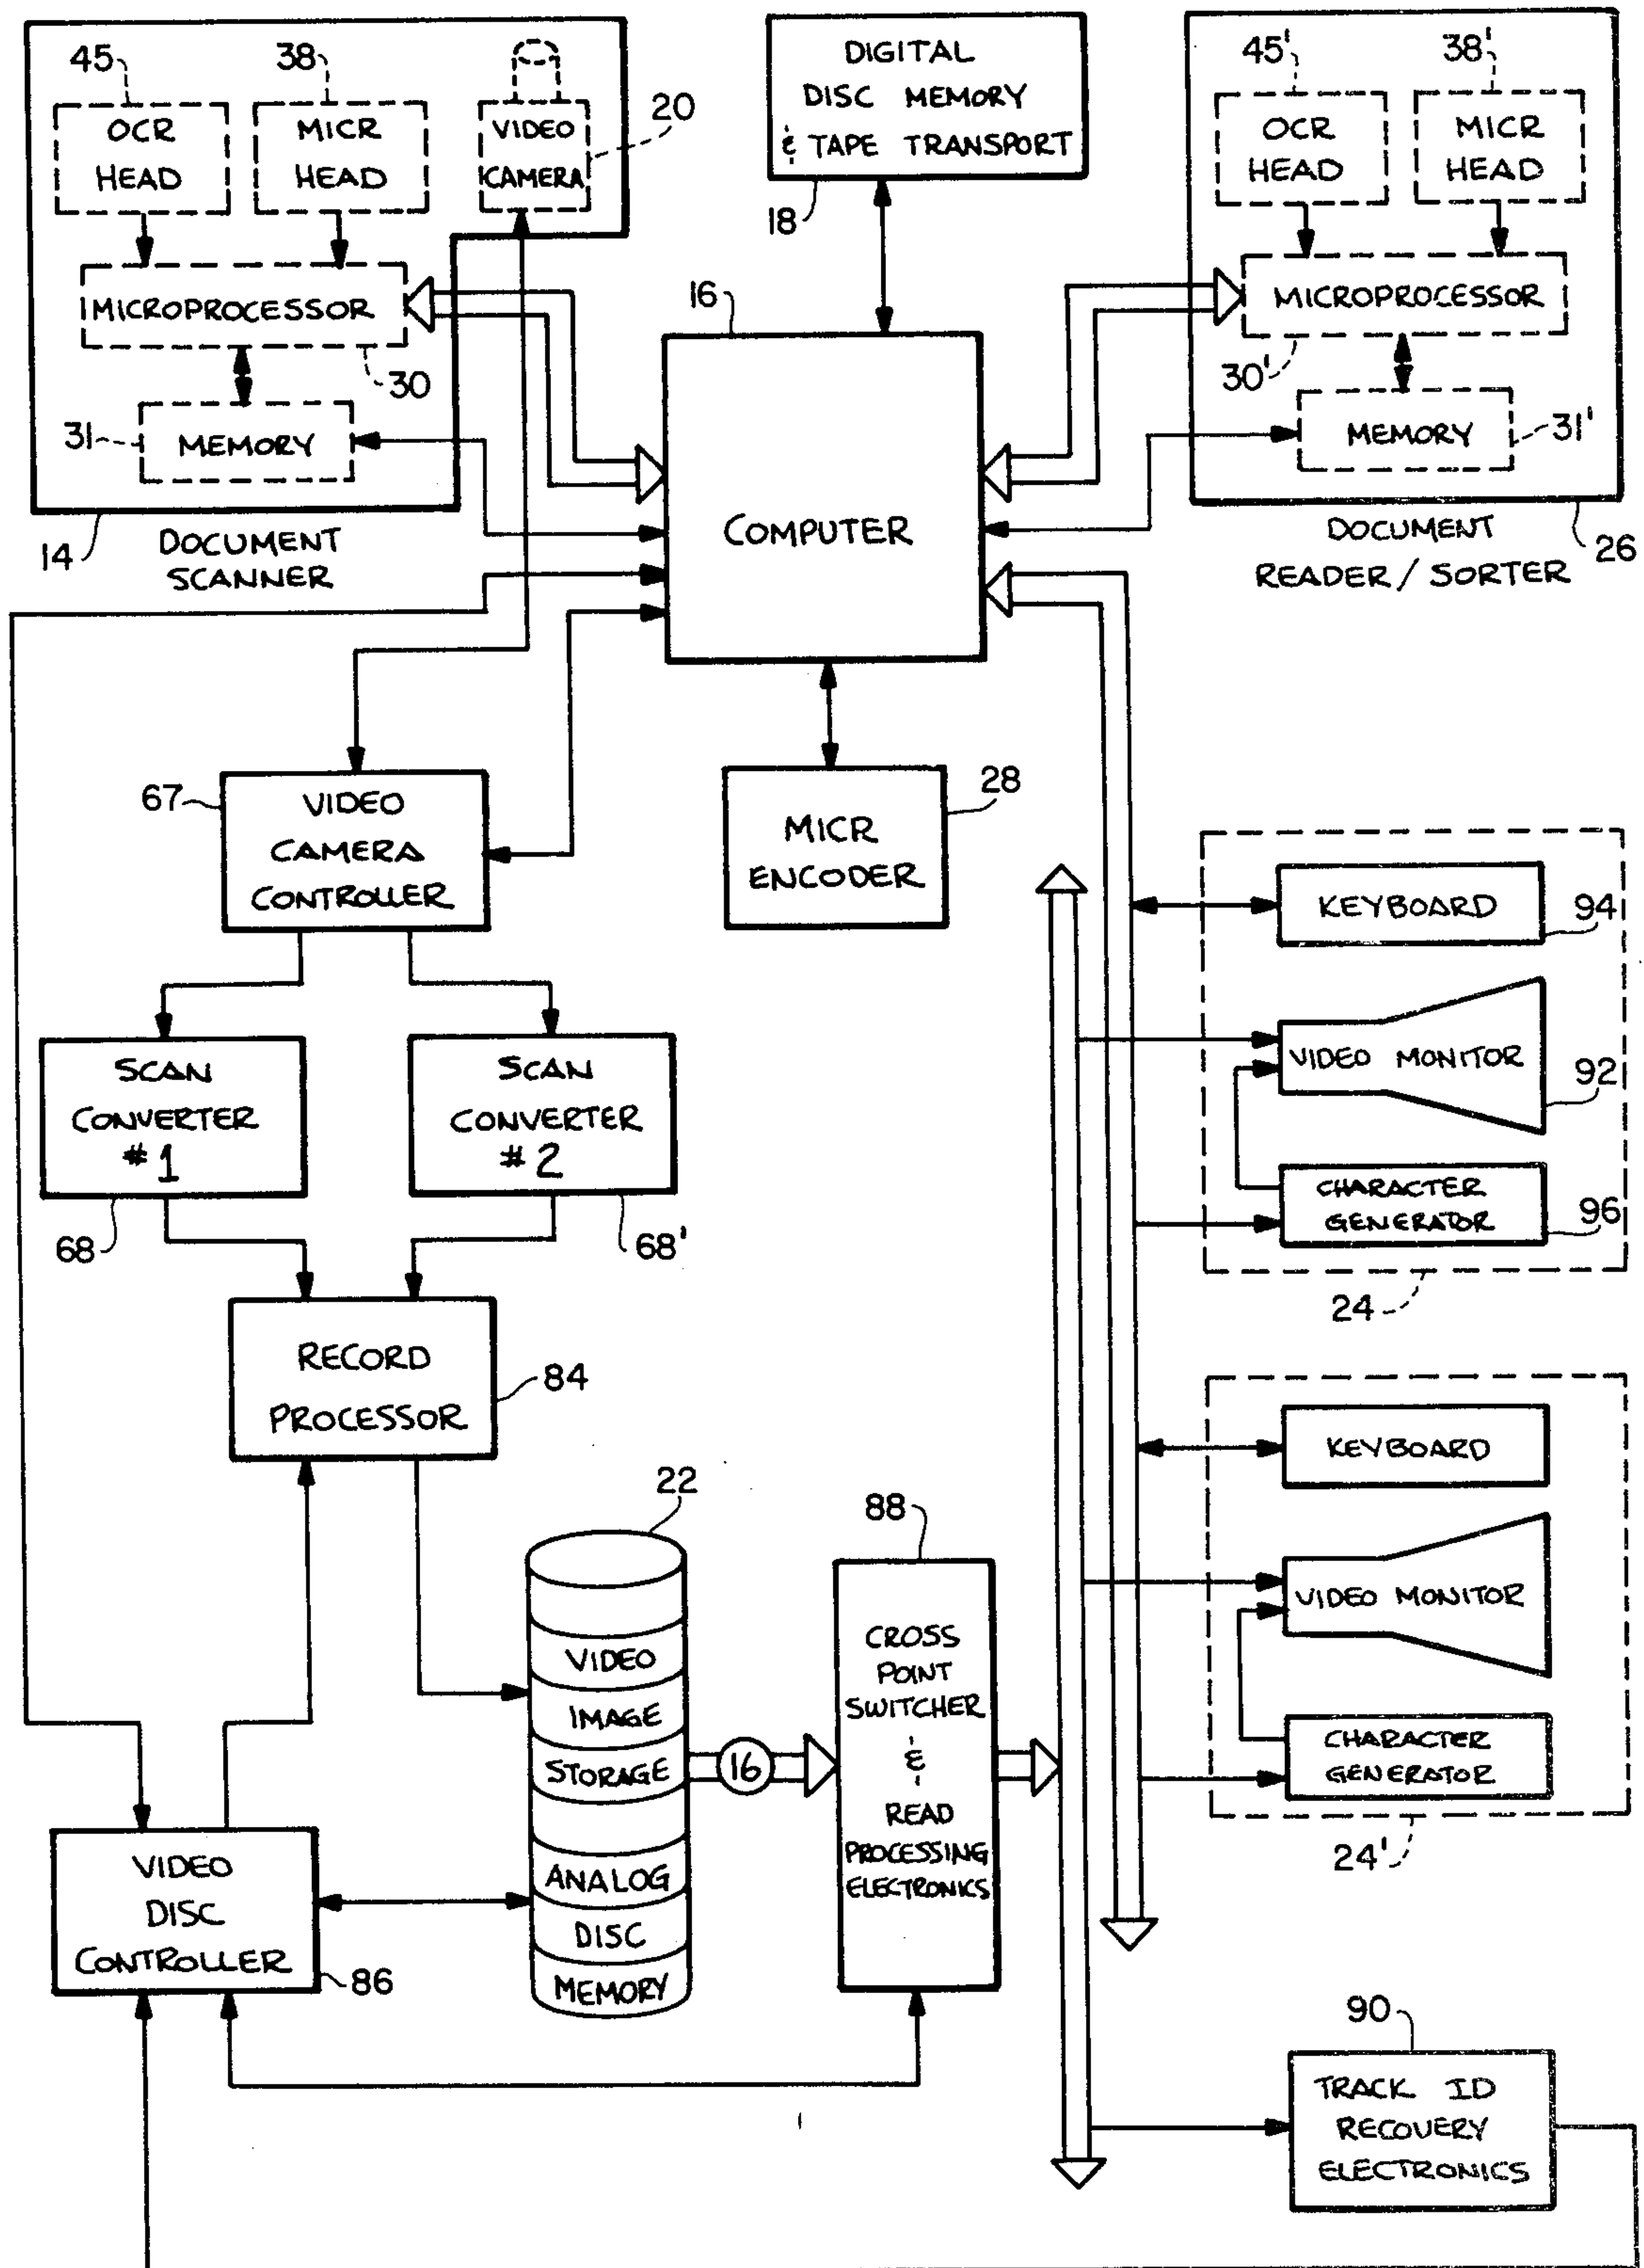 45
OCR
HEAD
38
MICR
HEAD
VIDEO
CAMERA
20
MICROPROCESSOR
30
31
MEMORY
14
DOCUMENT
SCANNER
DIGITAL
DISC MEMORY
& TAPE TRANSPORT
18
16
COMPUTER
45'
OCR
HEAD
38'
MICR
HEAD
MICROPROCESSOR
30'
MEMORY
31'
DOCUMENT
READER/SORTER
26
67
VIDEO
CAMERA
CONTROLLER
MICR
ENCODER
28
SCAN
CONVERTER
#1
68
SCAN
CONVERTER
#2
68'
RECORD
PROCESSOR
84
22
VIDEO
IMAGE
STORAGE
ANALOG
DISC
MEMORY
16
88
CROSS
POINT
SWITCHER
&
READ
PROCESSING
ELECTRONICS
VIDEO
DISC
CONTROLLER
86
KEYBOARD
94
VIDEO MONITOR
92
CHARACTER
GENERATOR
96
24
KEYBOARD
VIDEO MONITOR
CHARACTER
GENERATOR
24'
90
TRACK ID
RECOVERY
ELECTRONICS